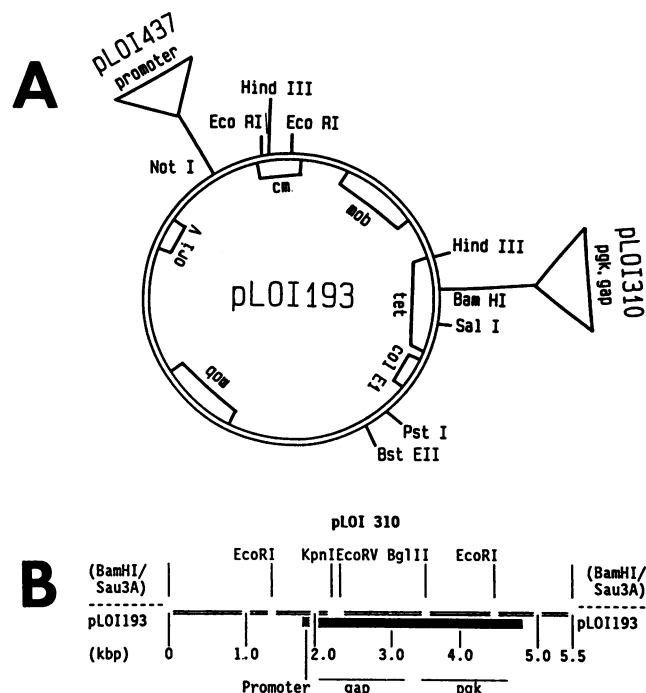 A
pLOI437
promoter
Hind III
Eco RI
Eco RI
Not I
cm
mob
ori V
Hind III
pLOI310
pgk, gap
pLOI193
tet
Bam HI
Sal I
col E1
mob
Pst I
Bst EII
B
pLOI 310
EcoRI KpnI EcoRV BglII EcoRI
(BamHI/ (BamHI/
Sau3A) Sau3A)
pLOI193 pLOI193
(kbp) 0 1.0 2.0 3.0 4.0 5.0 5.5
Promoter gap pgk